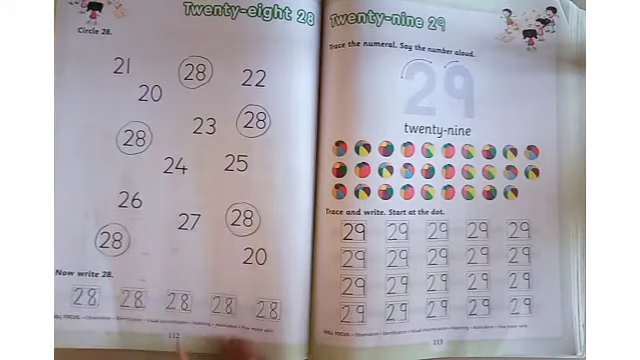 Twenty-eight 28
Circle 28.
21 28 22
20
23 28
28
24 25
26
27 28
28
20
Now write 28.
28 28 28 28 28
112
Twenty-nine 29
Trace the numeral. Say the number aloud.
29
twenty-nine
Trace and write. Start at the dot.
29 29 29 29 29
29 29 29 29 29
29 29 29 29 29
29 29 29 29 29
113